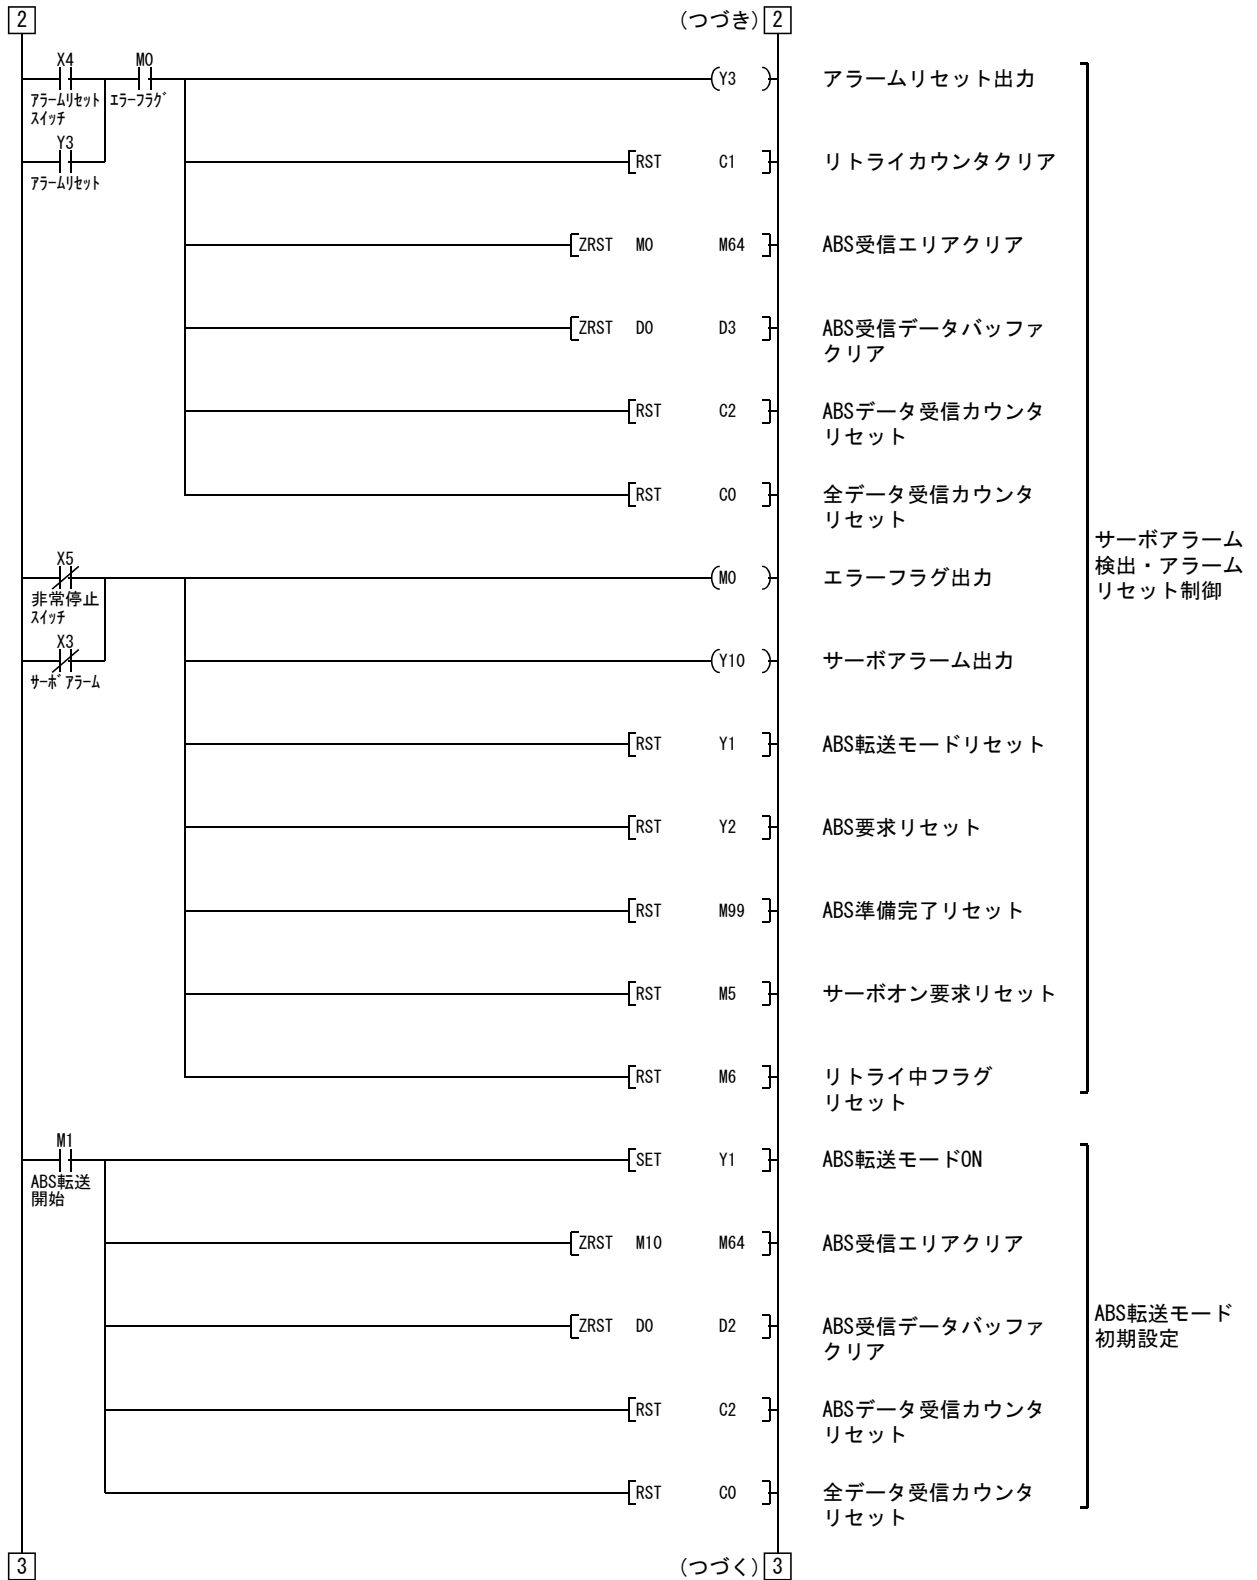 2 (つづき) 2
X4 M0 (Y3 ) アラームリセット出力
アラームリセット エラーフラグ
スイッチ
Y3 [RST C1 ] リトライカウンタクリア
アラームリセット
[ZRST M0 M64 ] ABS受信エリアクリア
[ZRST D0 D3 ] ABS受信データバッファ
クリア
[RST C2 ] ABSデータ受信カウンタ
リセット
[RST C0 ] 全データ受信カウンタ
リセット
サーボアラーム
検出・アラーム
リセット制御
X5 (M0 ) エラーフラグ出力
非常停止
スイッチ
X3 (Y10 ) サーボアラーム出力
サーボアラーム
[RST Y1 ] ABS転送モードリセット
[RST Y2 ] ABS要求リセット
[RST M99 ] ABS準備完了リセット
[RST M5 ] サーボオン要求リセット
[RST M6 ] リトライ中フラグ
リセット
M1 [SET Y1 ] ABS転送モードON
ABS転送
開始
[ZRST M10 M64 ] ABS受信エリアクリア
[ZRST D0 D2 ] ABS受信データバッファ
クリア
ABS転送モード
初期設定
[RST C2 ] ABSデータ受信カウンタ
リセット
[RST C0 ] 全データ受信カウンタ
リセット
3 (つづく) 3